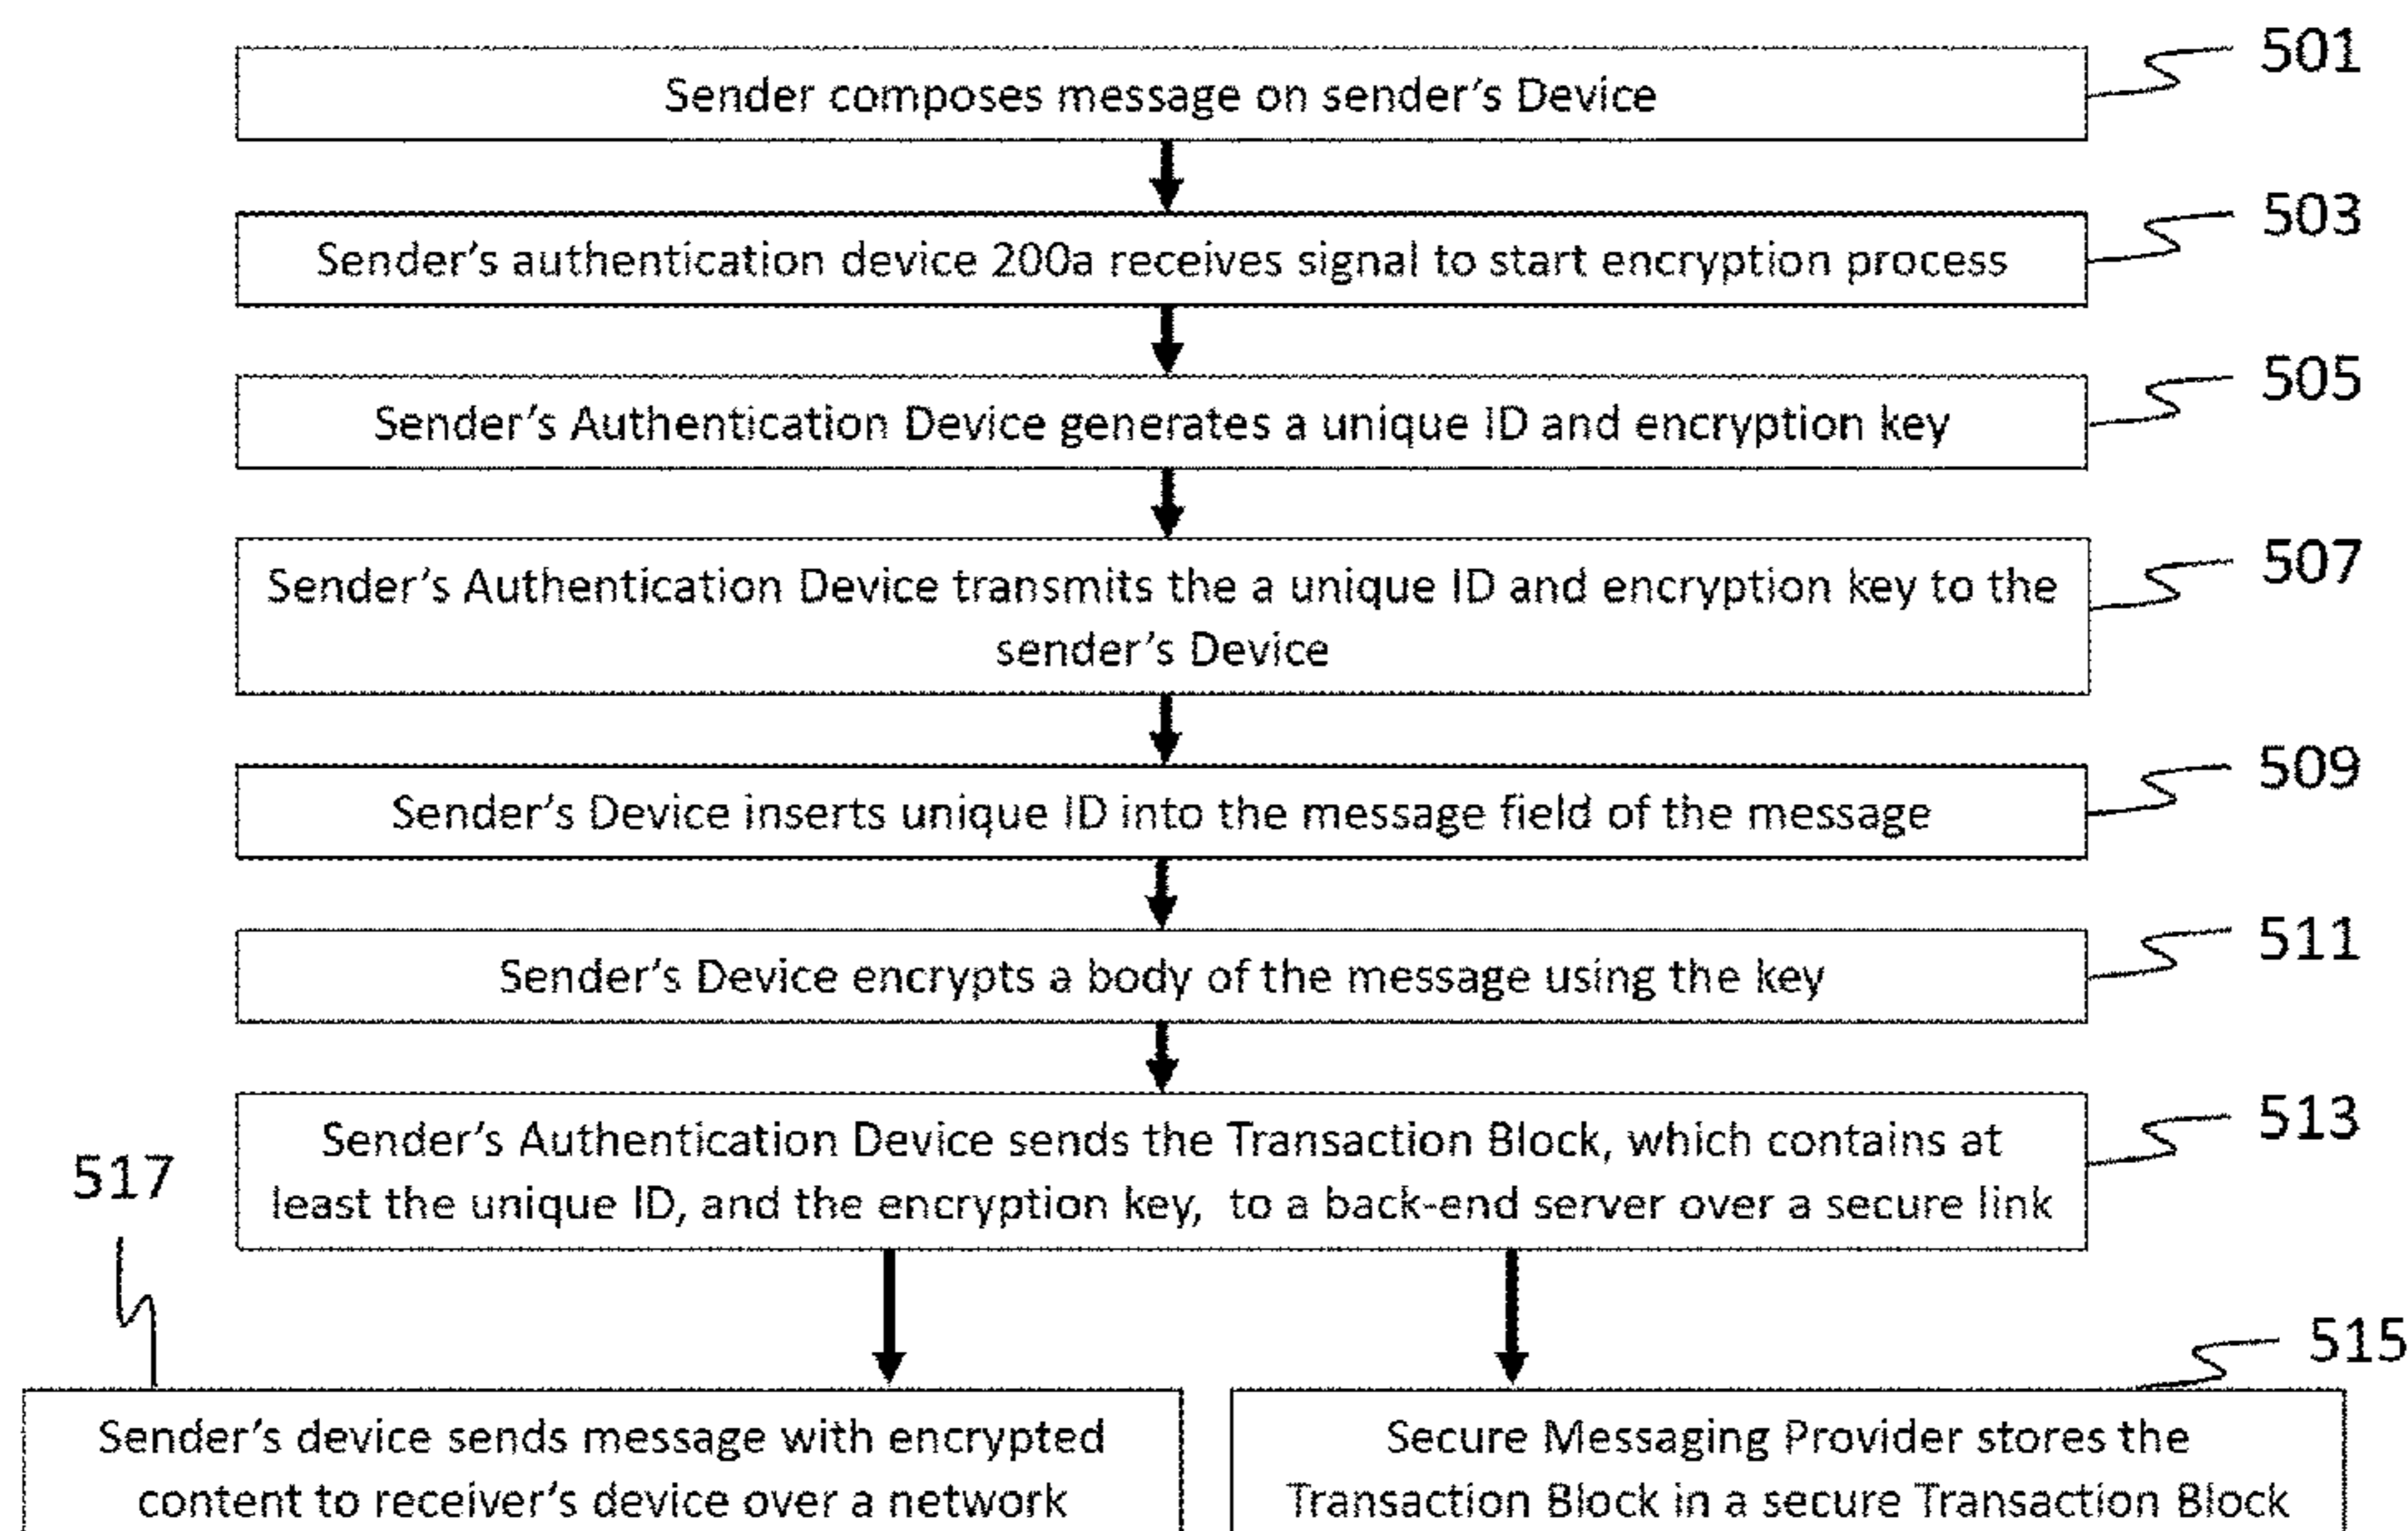 Sender composes message on sender's Device
501
Sender's authentication device 200a receives signal to start encryption process
503
Sender's Authentication Device generates a unique ID and encryption key
505
Sender's Authentication Device transmits the a unique ID and encryption key to the
sender's Device
507
Sender's Device inserts unique ID into the message field of the message
509
Sender's Device encrypts a body of the message using the key
511
Sender's Authentication Device sends the Transaction Block, which contains at
least the unique ID, and the encryption key, to a back-end server over a secure link
513
517
Sender's device sends message with encrypted
content to receiver's device over a network
515
Secure Messaging Provider stores the
Transaction Block in a secure Transaction Block